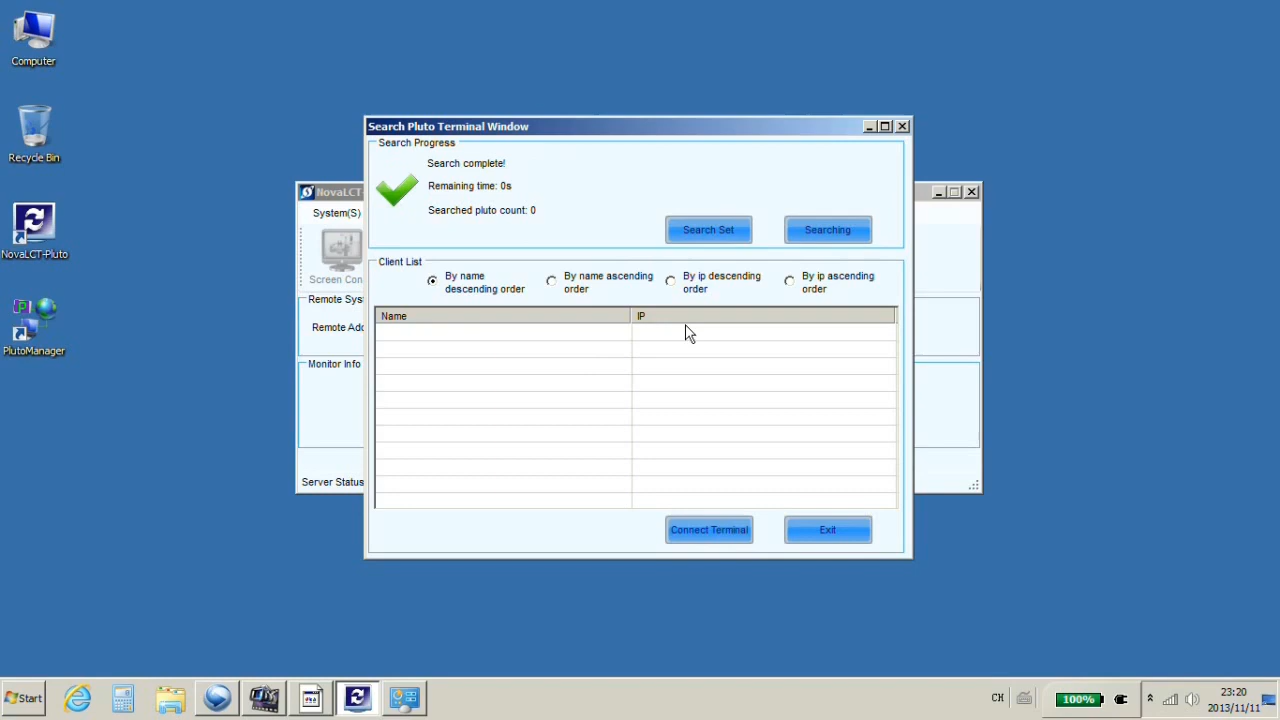 Computer
Recycle Bin
NovaLCT-Pluto
PlutoManager
NovaLCT-
System(S)
Screen Con
Remote Sys
Remote Add
Monitor Info
Server Status
Search Pluto Terminal Window
Search Progress
Search complete!
Remaining time: 0s
Searched pluto count: 0
Search Set
Searching
Client List
By name
descending order
By name ascending
order
By ip descending
order
By ip ascending
order
Name IP
Connect Terminal
Exit
Start
CH
100%
23:20
2013/11/11